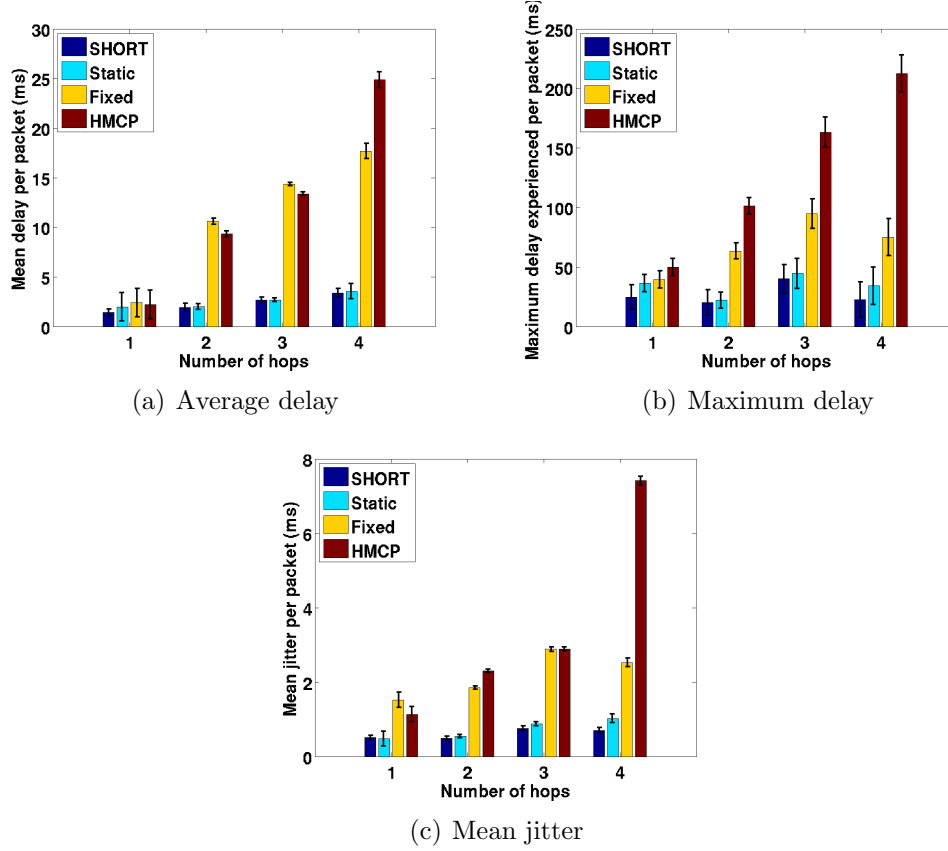 Mean delay per packet (ms)
30
25
20
15
10
5
0
SHORT
Static
Fixed
HMCP
1 2 3 4
Number of hops
(a) Average delay
Maximum delay experienced per packet (ms)
250
200
150
100
50
0
SHORT
Static
Fixed
HMCP
1 2 3 4
Number of hops
(b) Maximum delay
Mean jitter per packet (ms)
8
6
4
2
0
SHORT
Static
Fixed
HMCP
1 2 3 4
Number of hops
(c) Mean jitter